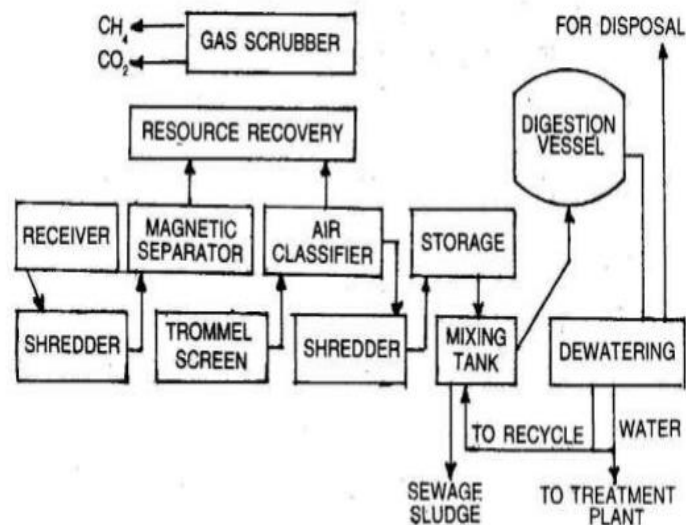 CH₄
CO₂
GAS SCRUBBER
FOR DISPOSAL
RESOURCE RECOVERY
DIGESTION
VESSEL
RECEIVER
MAGNETIC
SEPARATOR
AIR
CLASSIFIER
STORAGE
SHREDDER
TROMMEL
SCREEN
SHREDDER
MIXING
TANK
DEWATERING
TO RECYCLE
WATER
SEWAGE
SLUDGE
TO TREATMENT
PLANT